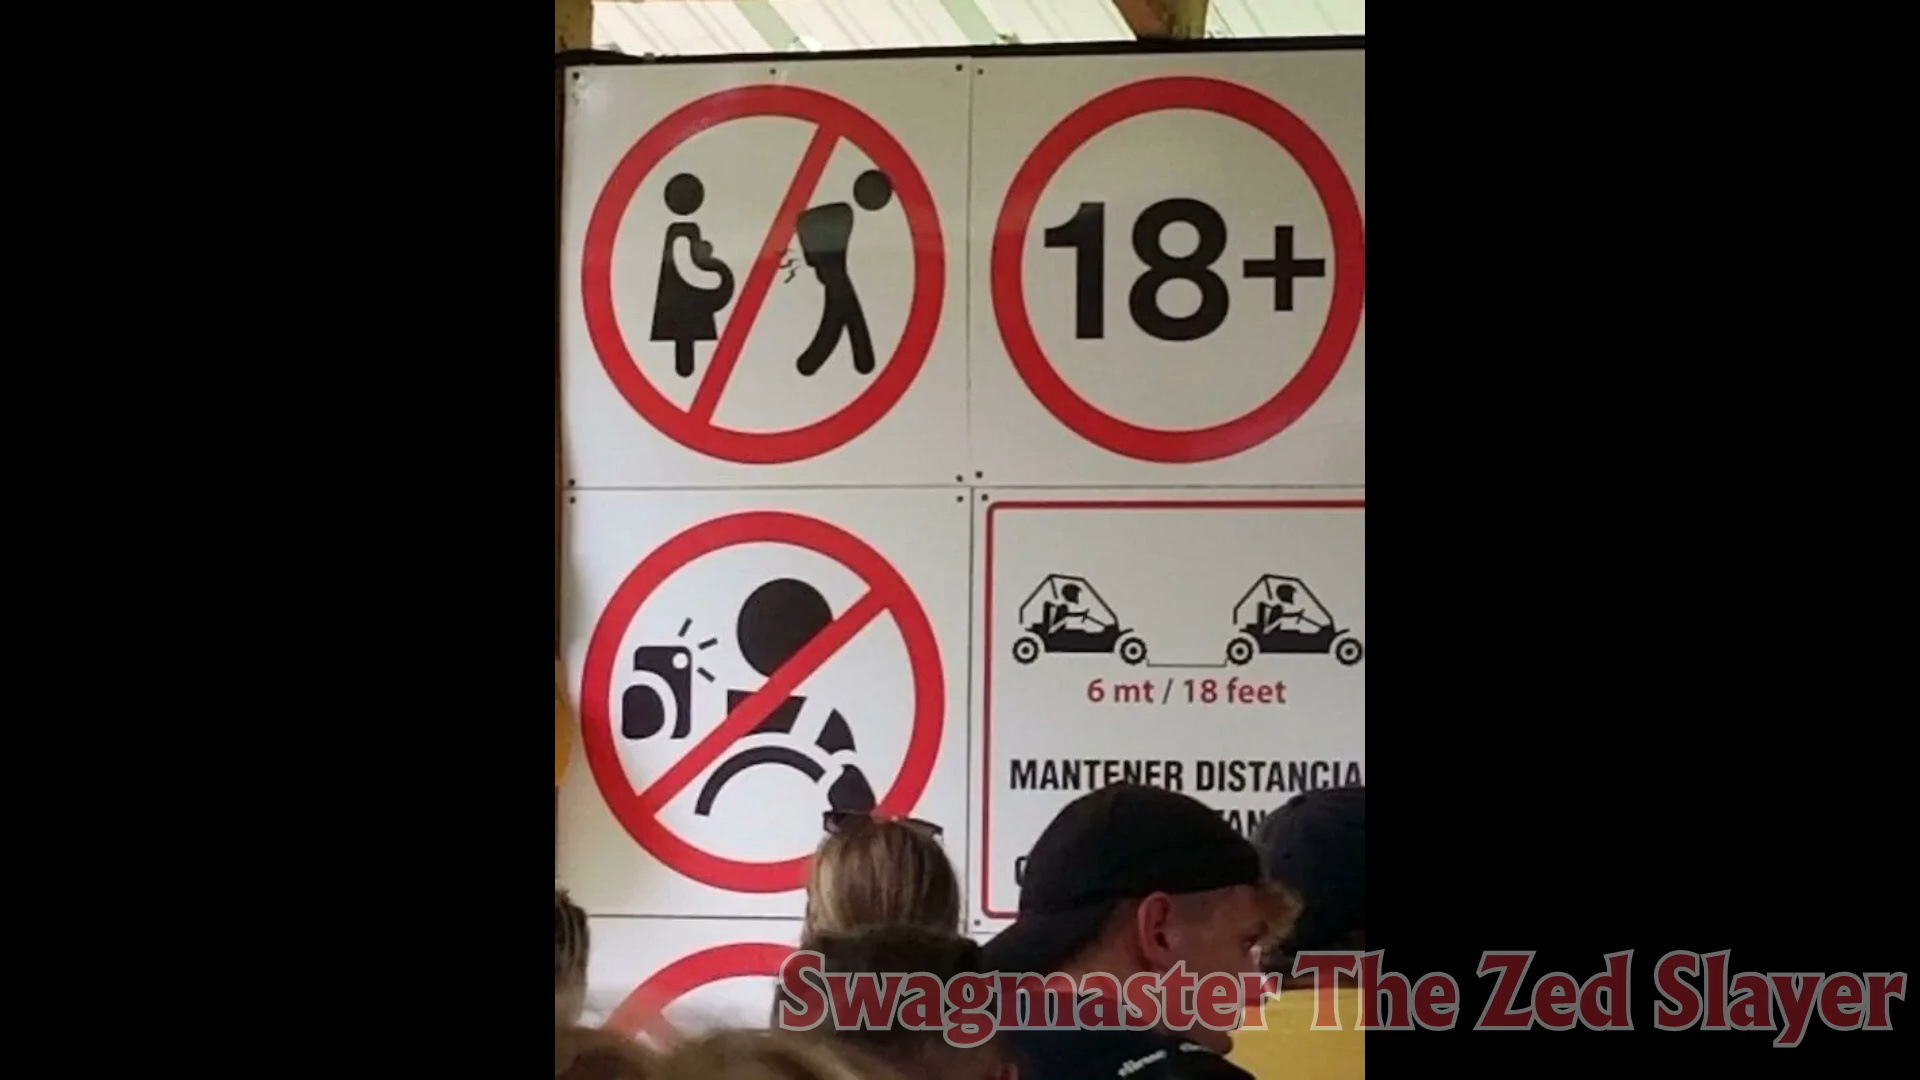 18+
6 mt / 18 feet
MANTENER DISTANCIA
Swagmaster The Zed Slayer